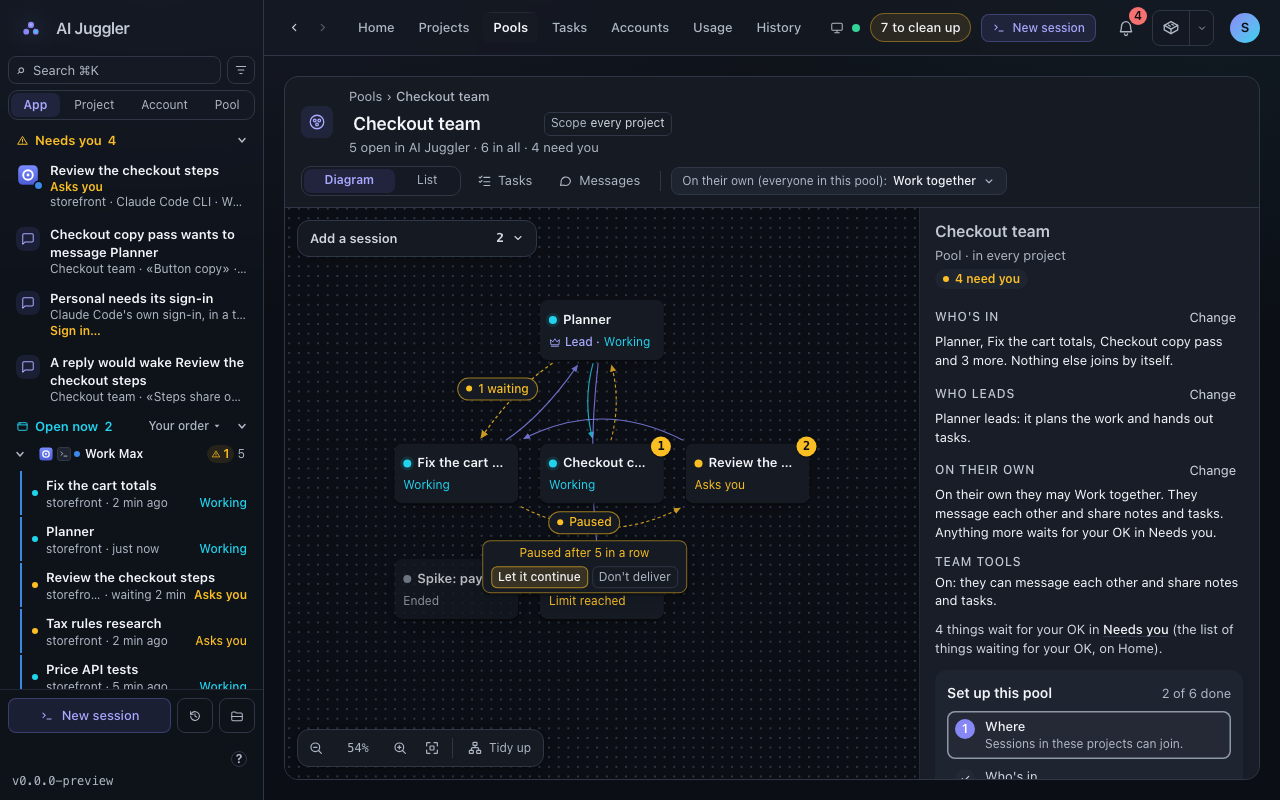 AI Juggler
Search ⌘K
App
Project
Account
Pool
Needs you 4
Review the checkout steps
Asks you
storefront · Claude Code CLI · W…
Checkout copy pass wants to
message Planner
Checkout team · «Button copy» ·…
Personal needs its sign-in
Claude Code's own sign-in, in a t…
Sign in…
A reply would wake Review the
checkout steps
Checkout team · «Steps share o…
Open now 2
Your order
Work Max
1
5
Fix the cart totals
storefront · 2 min ago
Working
Planner
storefront · just now
Working
Review the checkout steps
storefro… · waiting 2 min
Asks you
Tax rules research
storefront · 2 min ago
Asks you
Price API tests
storefront · 5 min ago
Working
New session
?
v0.0.0-preview
Home
Projects
Pools
Tasks
Accounts
Usage
History
7 to clean up
New session
4
S
Pools › Checkout team
Checkout team
Scope every project
5 open in AI Juggler · 6 in all · 4 need you
Diagram
List
Tasks
Messages
On their own (everyone in this pool): Work together
Add a session
2
Planner
Lead · Working
1 waiting
Fix the cart …
Working
1
Checkout c…
Working
2
Review the …
Asks you
Paused
Paused after 5 in a row
Let it continue
Don't deliver
Spike: pay
Ended
Limit reached
54%
Tidy up
Checkout team
Pool · in every project
4 need you
WHO'S IN
Change
Planner, Fix the cart totals, Checkout copy pass
and 3 more. Nothing else joins by itself.
WHO LEADS
Change
Planner leads: it plans the work and hands out
tasks.
ON THEIR OWN
Change
On their own they may Work together. They
message each other and share notes and tasks.
Anything more waits for your OK in Needs you.
TEAM TOOLS
On: they can message each other and share notes
and tasks.
4 things wait for your OK in Needs you (the list of
things waiting for your OK, on Home).
Set up this pool
2 of 6 done
1
Where
Sessions in these projects can join.
Who's in